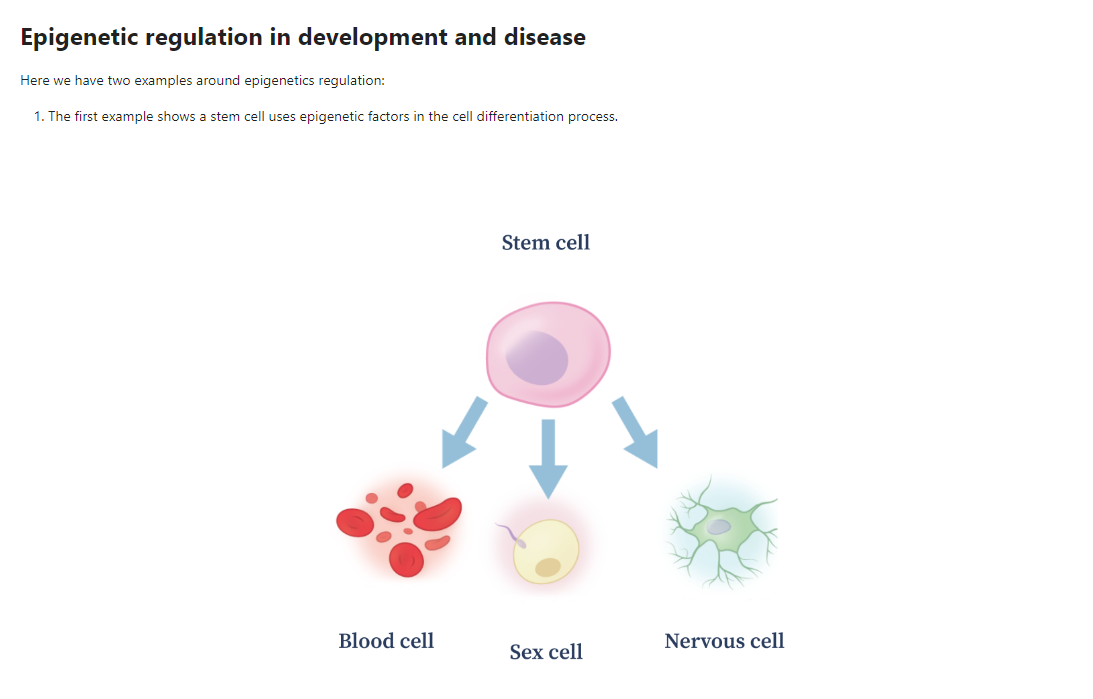 Epigenetic regulation in development and disease
Here we have two examples around epigenetics regulation:
1. The first example shows a stem cell uses epigenetic factors in the cell differentiation process.
Stem cell
Blood cell
Sex cell
Nervous cell